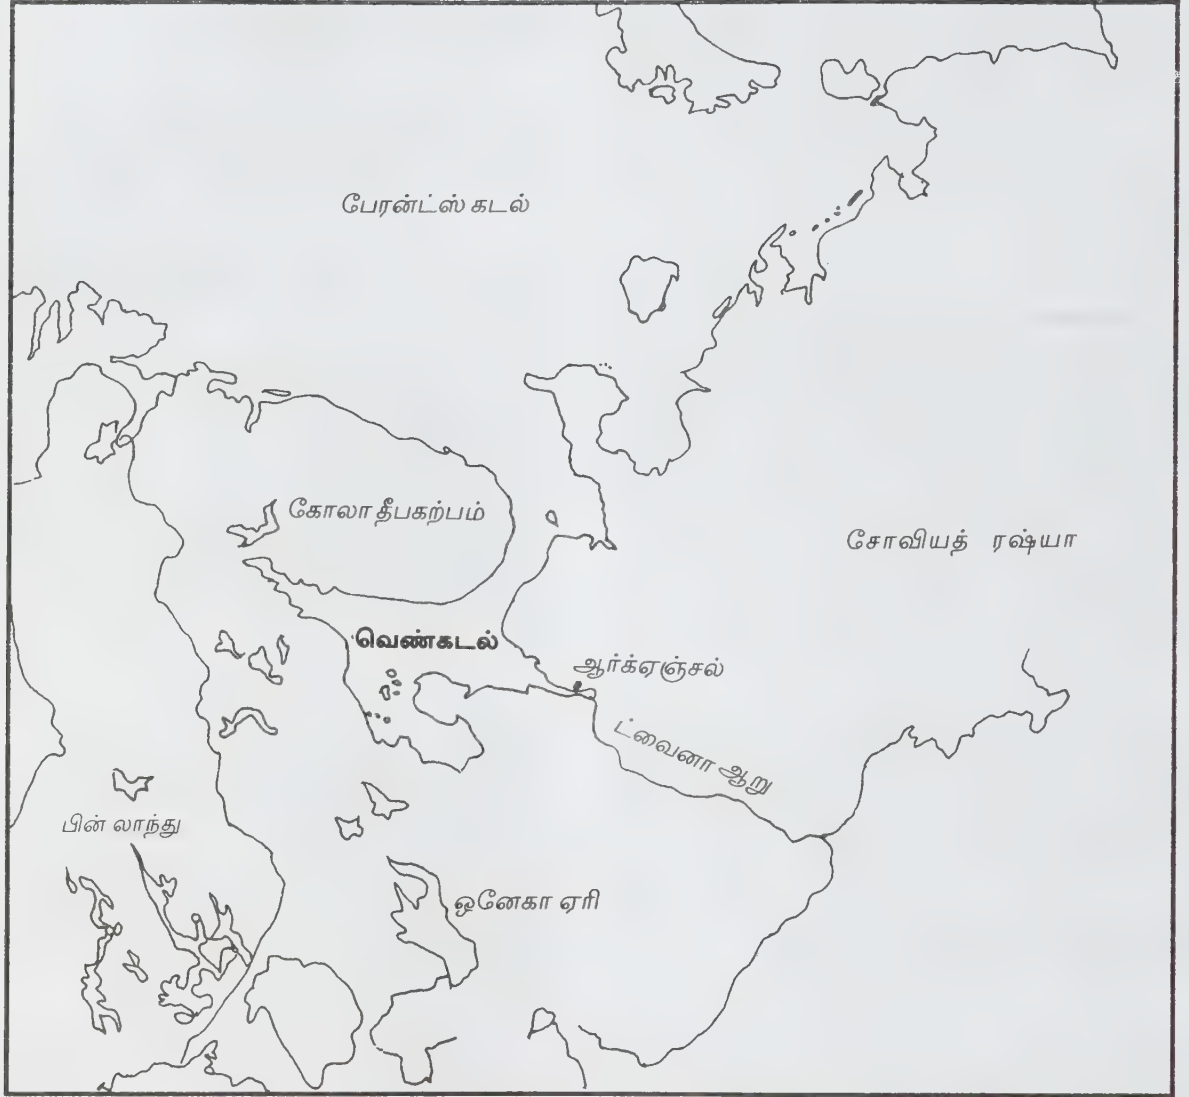 பேரன்ட்ஸ் கடல்
கோலா தீபகற்பம்
சோவியத் ரஷ்யா
வெண்கடல்
ஆர்க்ஏஞ்சல்
ட்வைனா ஆறு
பின் லாந்து
ஒனேகா ஏரி